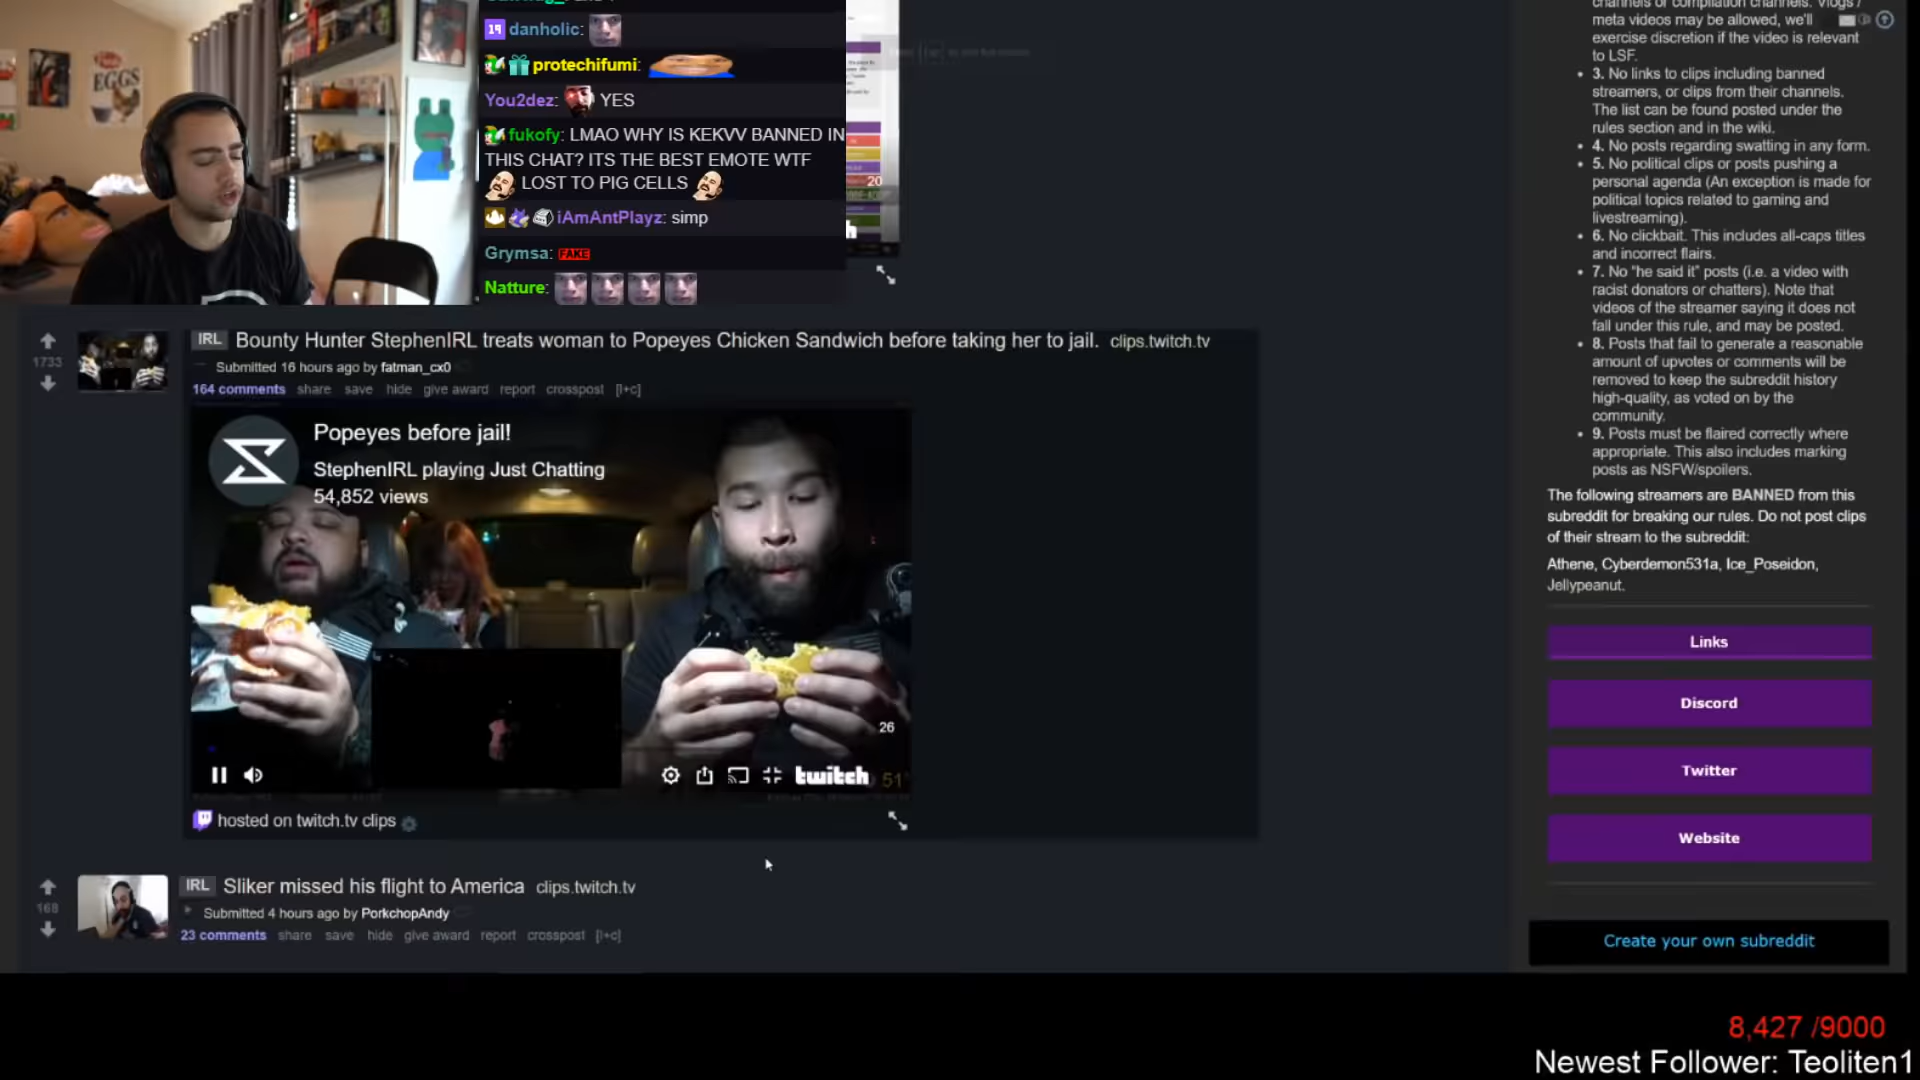 EGGS
danholic:
protechifumi:
You2dez: YES
fukofy: LMAO WHY IS KEKVV BANNED IN
THIS CHAT? ITS THE BEST EMOTE WTF
LOST TO PIG CELLS
iAmAntPlayz: simp
Grymsa: FAKE
Natture:
20
IRL Bounty Hunter StephenIRL treats woman to Popeyes Chicken Sandwich before taking her to jail. clips.twitch.tv
1733
Submitted 16 hours ago by fatman_cx0
164 comments share save hide give award report crosspost [l+c]
Popeyes before jail!
StephenIRL playing Just Chatting
54,852 views
26
twitch
51
hosted on twitch.tv clips
IRL Sliker missed his flight to America clips.twitch.tv
168
Submitted 4 hours ago by PorkchopAndy
23 comments share save hide give award report crosspost [l+c]
channels or compilation channels. Vlogs /
meta videos may be allowed, we'll
exercise discretion if the video is relevant
to LSF.
3. No links to clips including banned
streamers, or clips from their channels.
The list can be found posted under the
rules section and in the wiki.
4. No posts regarding swatting in any form.
5. No political clips or posts pushing a
personal agenda (An exception is made for
political topics related to gaming and
livestreaming).
6. No clickbait. This includes all-caps titles
and incorrect flairs.
7. No "he said it" posts (i.e. a video with
racist donators or chatters). Note that
videos of the streamer saying it does not
fall under this rule, and may be posted.
8. Posts that fail to generate a reasonable
amount of upvotes or comments will be
removed to keep the subreddit history
high-quality, as voted on by the
community.
9. Posts must be flaired correctly where
appropriate. This also includes marking
posts as NSFW/spoilers.
The following streamers are BANNED from this
subreddit for breaking our rules. Do not post clips
of their stream to the subreddit:
Athene, Cyberdemon531a, Ice_Poseidon,
Jellypeanut.
Links
Discord
Twitter
Website
Create your own subreddit
8,427 /9000
Newest Follower: Teoliten1